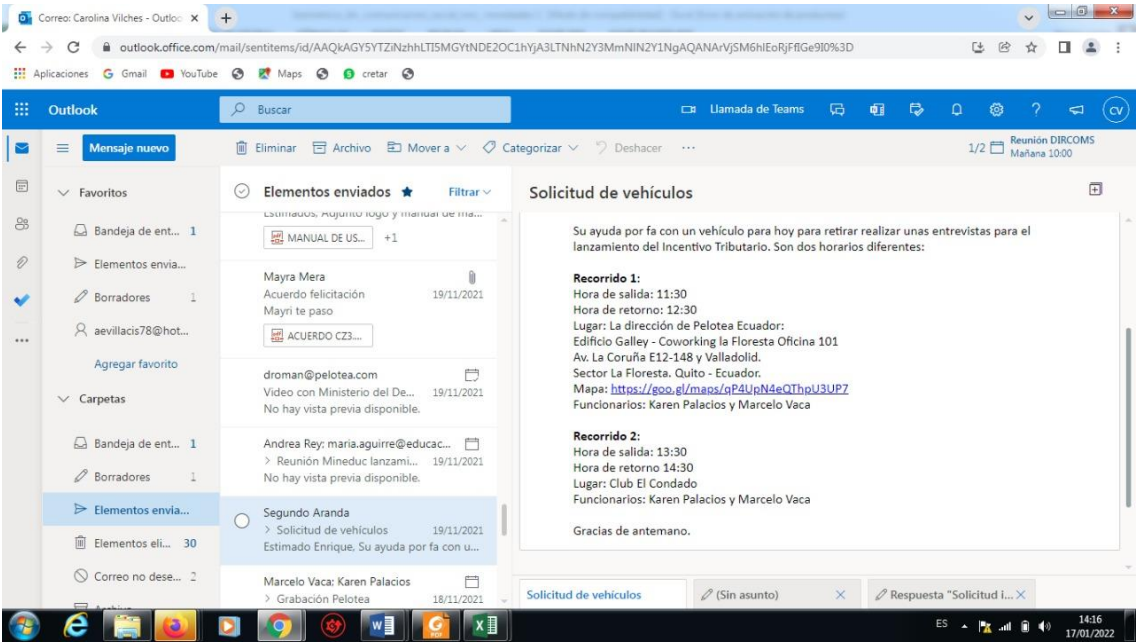 Correo: Carolina Vilches - Outloo
outlook.office.com/mail/sentitems/id/AAQkAGY5YTZiNzhhLTI5MGYtNDE2OC1hYjA3LTNhN2Y3MmNIN2Y1NgAQANArVjSM6hIEoRjFflGe9I0%3D
Aplicaciones Gmail YouTube Maps cretar
Outlook
Buscar
Llamada de Teams
CV
Mensaje nuevo
Eliminar Archivo Mover a Categorizar Deshacer ...
1/2 Reunión DIRCOMS
Mañana 10:00
Favoritos
Bandeja de ent... 1
Elementos envia...
Borradores 1
aevillacis78@hot...
Agregar favorito
Carpetas
Bandeja de ent... 1
Borradores 1
Elementos envia...
Elementos eli... 30
Correo no dese... 2
Elementos enviados
Filtrar
Estimados, Adjunto logo y manual de ma...
MANUAL DE US... +1
Mayra Mera
Acuerdo felicitación 19/11/2021
Mayri te paso
ACUERDO CZ3....
droman@pelotea.com
Video con Ministerio del De... 19/11/2021
No hay vista previa disponible.
Andrea Rey; maria.aguirre@educac...
> Reunión Mineduc lanzami... 19/11/2021
No hay vista previa disponible.
Segundo Aranda
> Solicitud de vehículos 19/11/2021
Estimado Enrique, Su ayuda por fa con u...
Marcelo Vaca; Karen Palacios
> Grabación Pelotea 18/11/2021
Solicitud de vehículos
Su ayuda por fa con un vehículo para hoy para retirar realizar unas entrevistas para el
lanzamiento del Incentivo Tributario. Son dos horarios diferentes:
Recorrido 1:
Hora de salida: 11:30
Hora de retorno: 12:30
Lugar: La dirección de Pelotea Ecuador:
Edificio Galley - Coworking la Floresta Oficina 101
Av. La Coruña E12-148 y Valladolid.
Sector La Floresta. Quito - Ecuador.
Mapa: https://goo.gl/maps/qP4UpN4eQThpU3UP7
Funcionarios: Karen Palacios y Marcelo Vaca
Recorrido 2:
Hora de salida: 13:30
Hora de retorno 14:30
Lugar: Club El Condado
Funcionarios: Karen Palacios y Marcelo Vaca
Gracias de antemano.
Solicitud de vehículos
(Sin asunto)
Respuesta "Solicitud i...
ES
14:16
17/01/2022